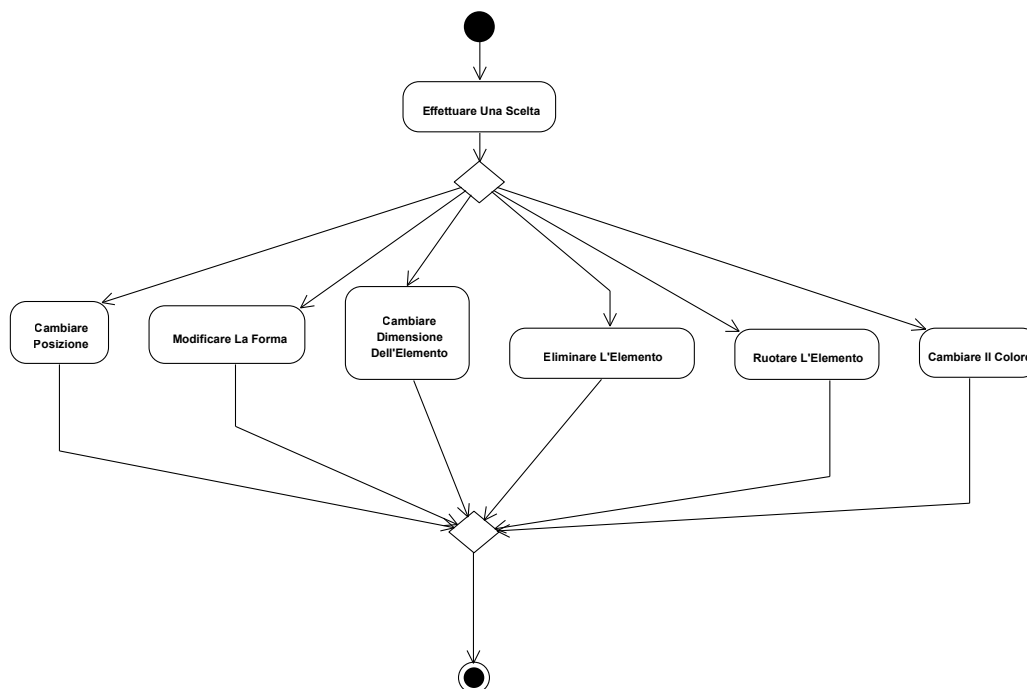 Effettuare Una Scelta
Cambiare
Posizione
Modificare La Forma
Cambiare
Dimensione
Dell'Elemento
Eliminare L'Elemento
Ruotare L'Elemento
Cambiare Il Colore